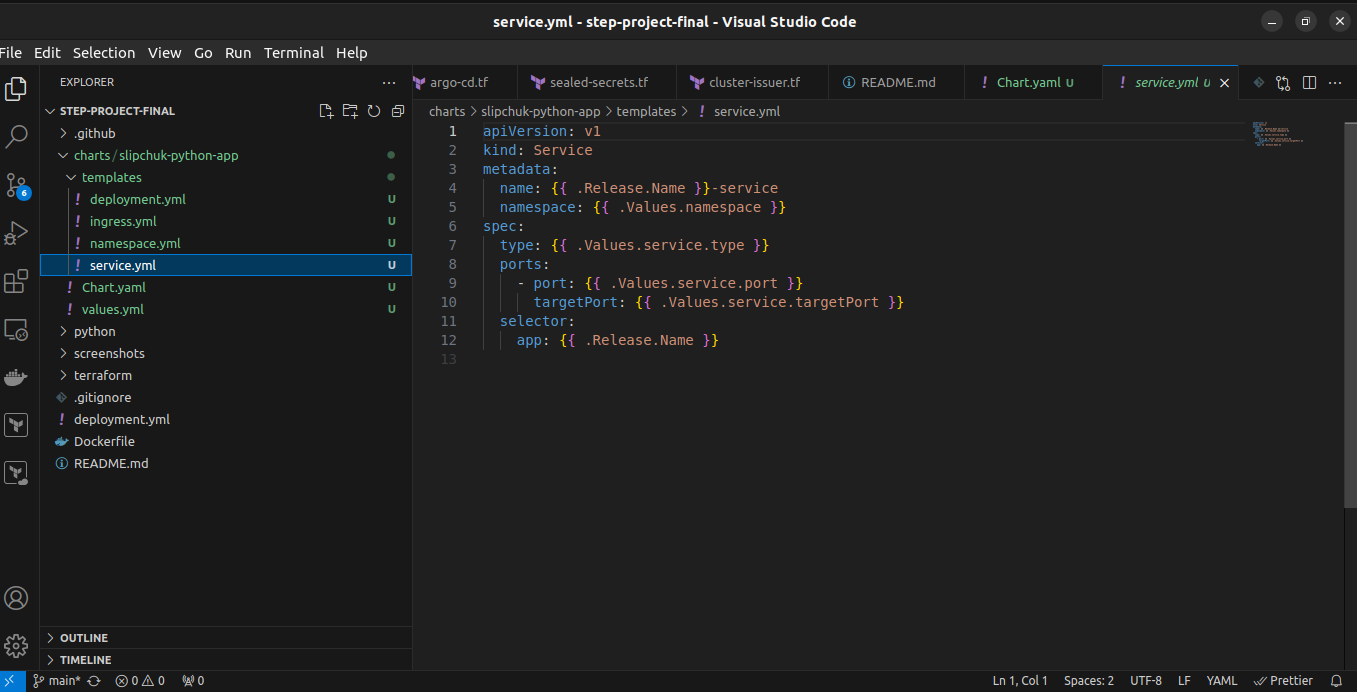 service.yml - step-project-final - Visual Studio Code
File Edit Selection View Go Run Terminal Help
EXPLORER
STEP-PROJECT-FINAL
.github
charts / slipchuk-python-app
templates
deployment.yml U
ingress.yml U
namespace.yml U
service.yml U
Chart.yaml U
values.yml U
python
screenshots
terraform
.gitignore
deployment.yml
Dockerfile
README.md
OUTLINE
TIMELINE
6
argo-cd.tf sealed-secrets.tf cluster-issuer.tf README.md Chart.yaml U service.yml U
charts > slipchuk-python-app > templates > ! service.yml
1 apiVersion: v1
2 kind: Service
3 metadata:
4 name: {{ .Release.Name }}-service
5 namespace: {{ .Values.namespace }}
6 spec:
7 type: {{ .Values.service.type }}
8 ports:
9 - port: {{ .Values.service.port }}
10 targetPort: {{ .Values.service.targetPort }}
11 selector:
12 app: {{ .Release.Name }}
13
main* 0 0 0 Ln 1, Col 1 Spaces: 2 UTF-8 LF YAML Prettier